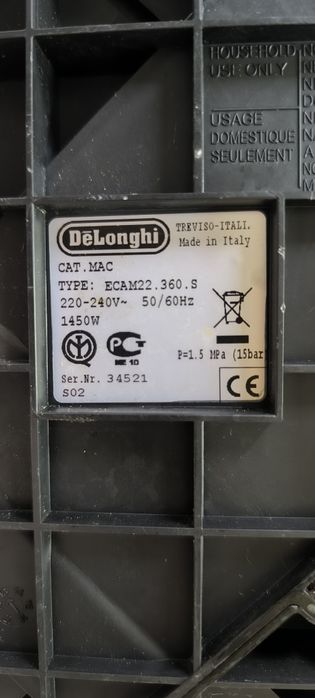 HOUSEHOLD
USE ONLY
USAGE
DOMESTIQUE
SEULEMENT
DeLonghi
TREVISO-ITALI.
Made in Italy
CAT.MAC
TYPE: ECAM22.360.S
220-240V~ 50/60Hz
1450W
P=1.5 MPa (15bar
ME 10
Ser.Nr. 34521
S02
CE